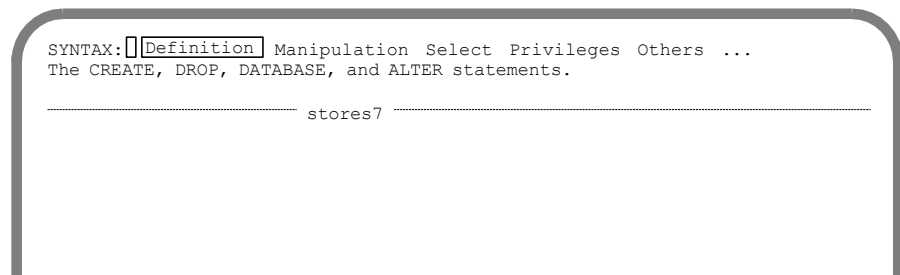 SYNTAX: Definition Manipulation Select Privileges Others ...
The CREATE, DROP, DATABASE, and ALTER statements.
stores7